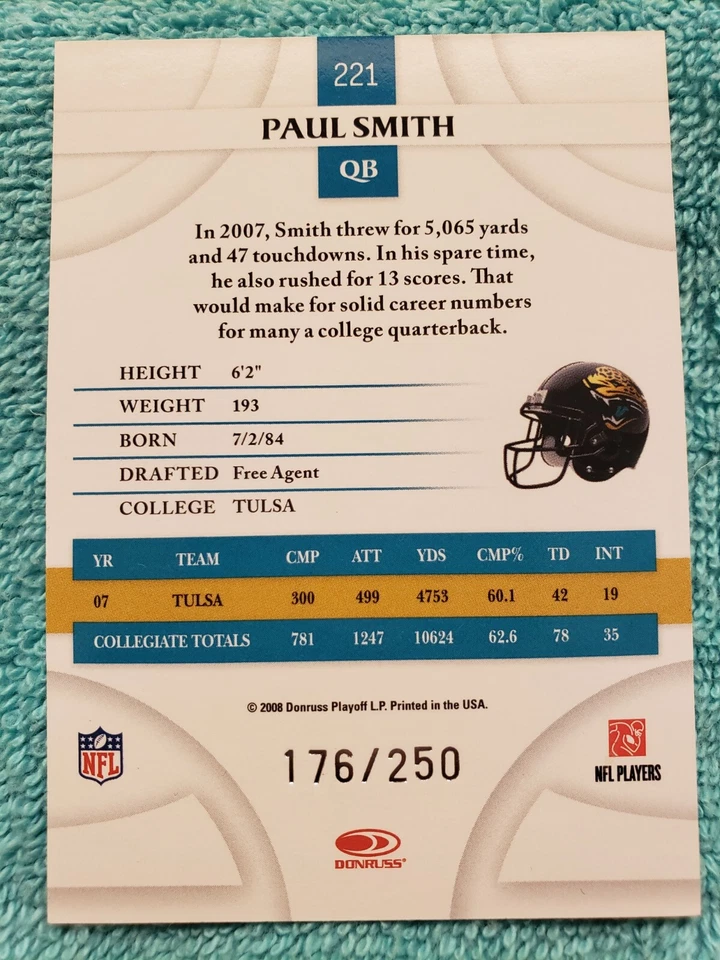 221
PAUL SMITH
QB
In 2007, Smith threw for 5,065 yards
and 47 touchdowns. In his spare time,
he also rushed for 13 scores. That
would make for solid career numbers
for many a college quarterback.
HEIGHT 6'2"
WEIGHT 193
BORN 7/2/84
DRAFTED Free Agent
COLLEGE TULSA
YR TEAM CMP ATT YDS CMP% TD INT
07 TULSA 300 499 4753 60.1 42 19
COLLEGIATE TOTALS 781 1247 10624 62.6 78 35
© 2008 Donruss Playoff L.P. Printed in the USA.
NFL
176/250
NFL PLAYERS
DONRUSS®